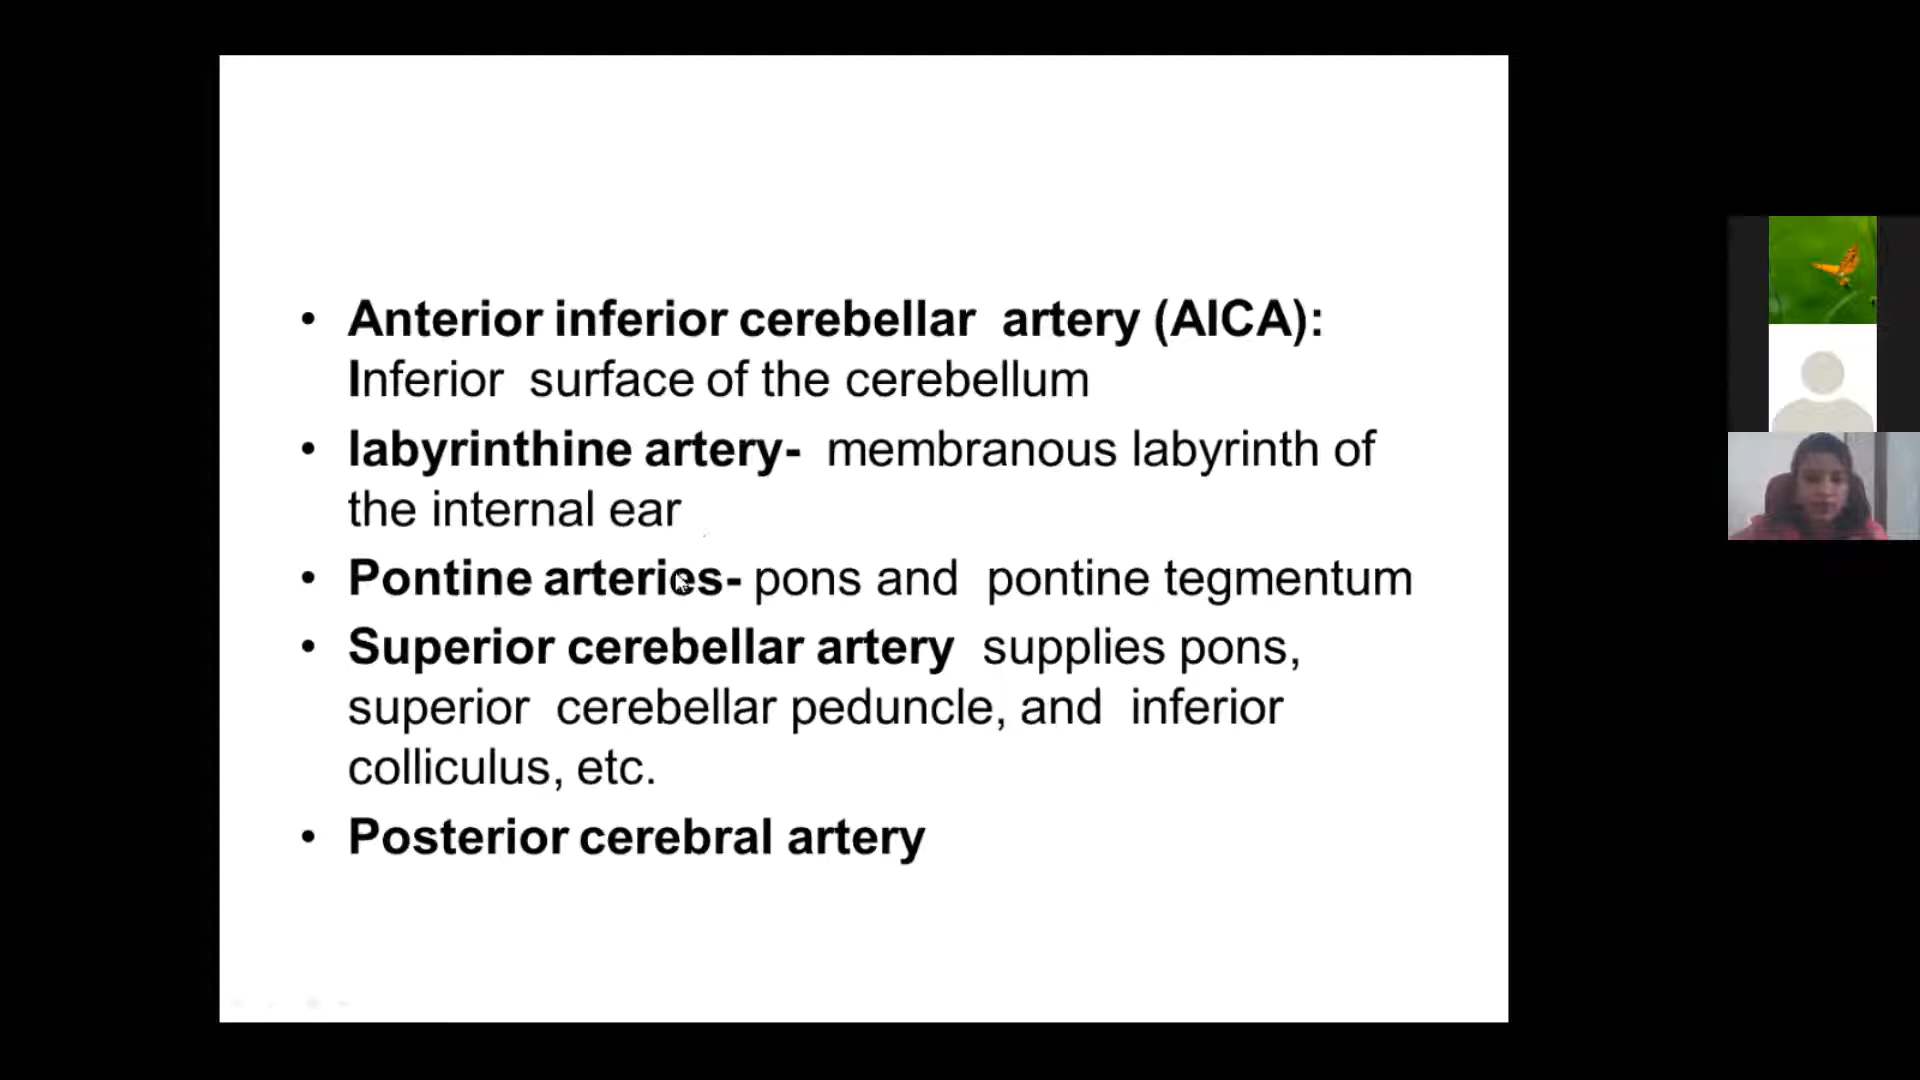 • Anterior inferior cerebellar artery (AICA):
Inferior surface of the cerebellum
• labyrinthine artery- membranous labyrinth of
the internal ear
• Pontine arteries- pons and pontine tegmentum
• Superior cerebellar artery supplies pons,
superior cerebellar peduncle, and inferior
colliculus, etc.
• Posterior cerebral artery